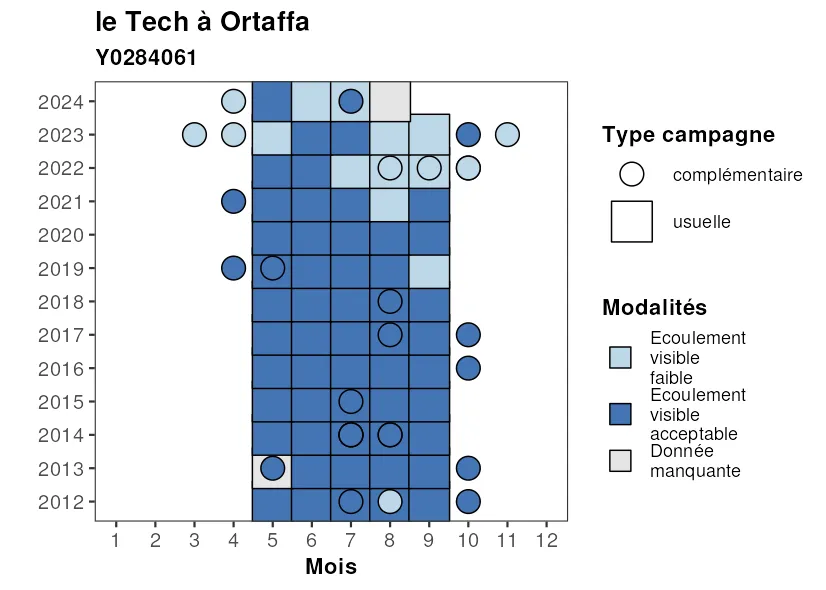 le Tech à Ortaffa
Y0284061
2024
2023
2022
2021
2020
2019
2018
2017
2016
2015
2014
2013
2012
1 2 3 4 5 6 7 8 9 10 11 12
Mois
Type campagne
complémentaire
usuelle
Modalités
Ecoulement
visible
faible
Ecoulement
visible
acceptable
Donnée
manquante